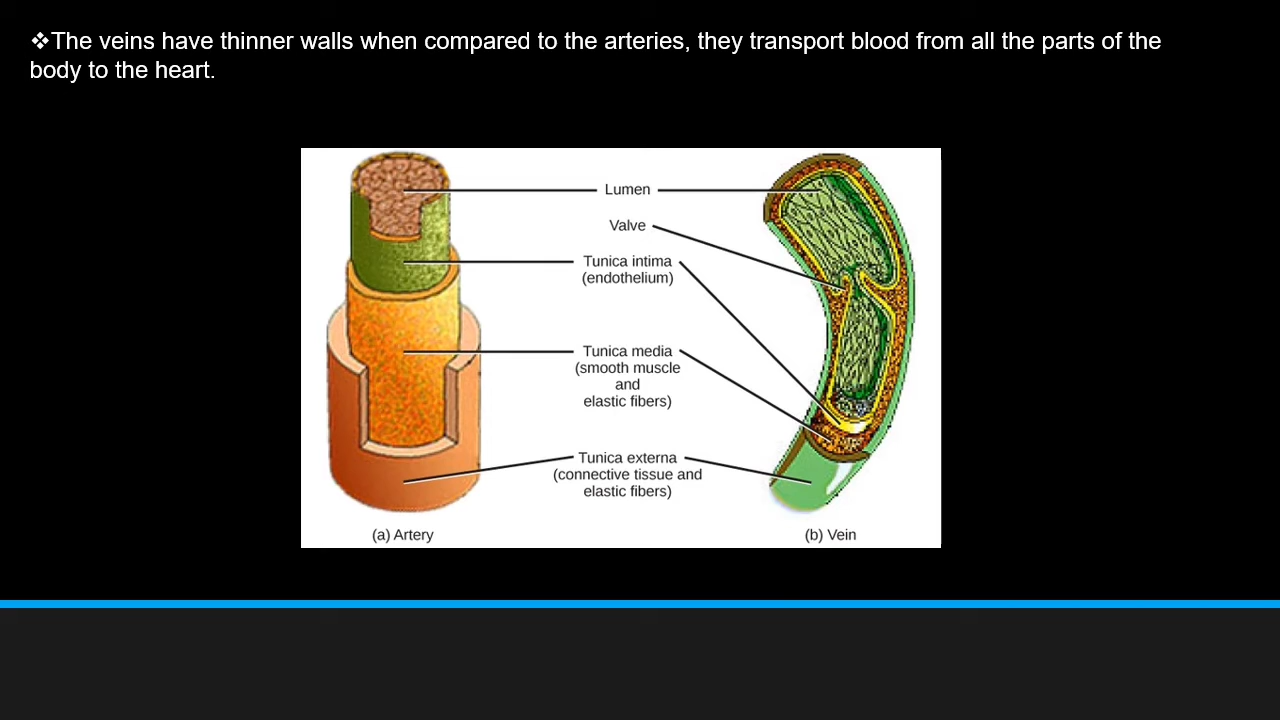 ❖The veins have thinner walls when compared to the arteries, they transport blood from all the parts of the
body to the heart.
Lumen
Valve
Tunica intima
(endothelium)
Tunica media
(smooth muscle
and
elastic fibers)
Tunica externa
(connective tissue and
elastic fibers)
(a) Artery
(b) Vein